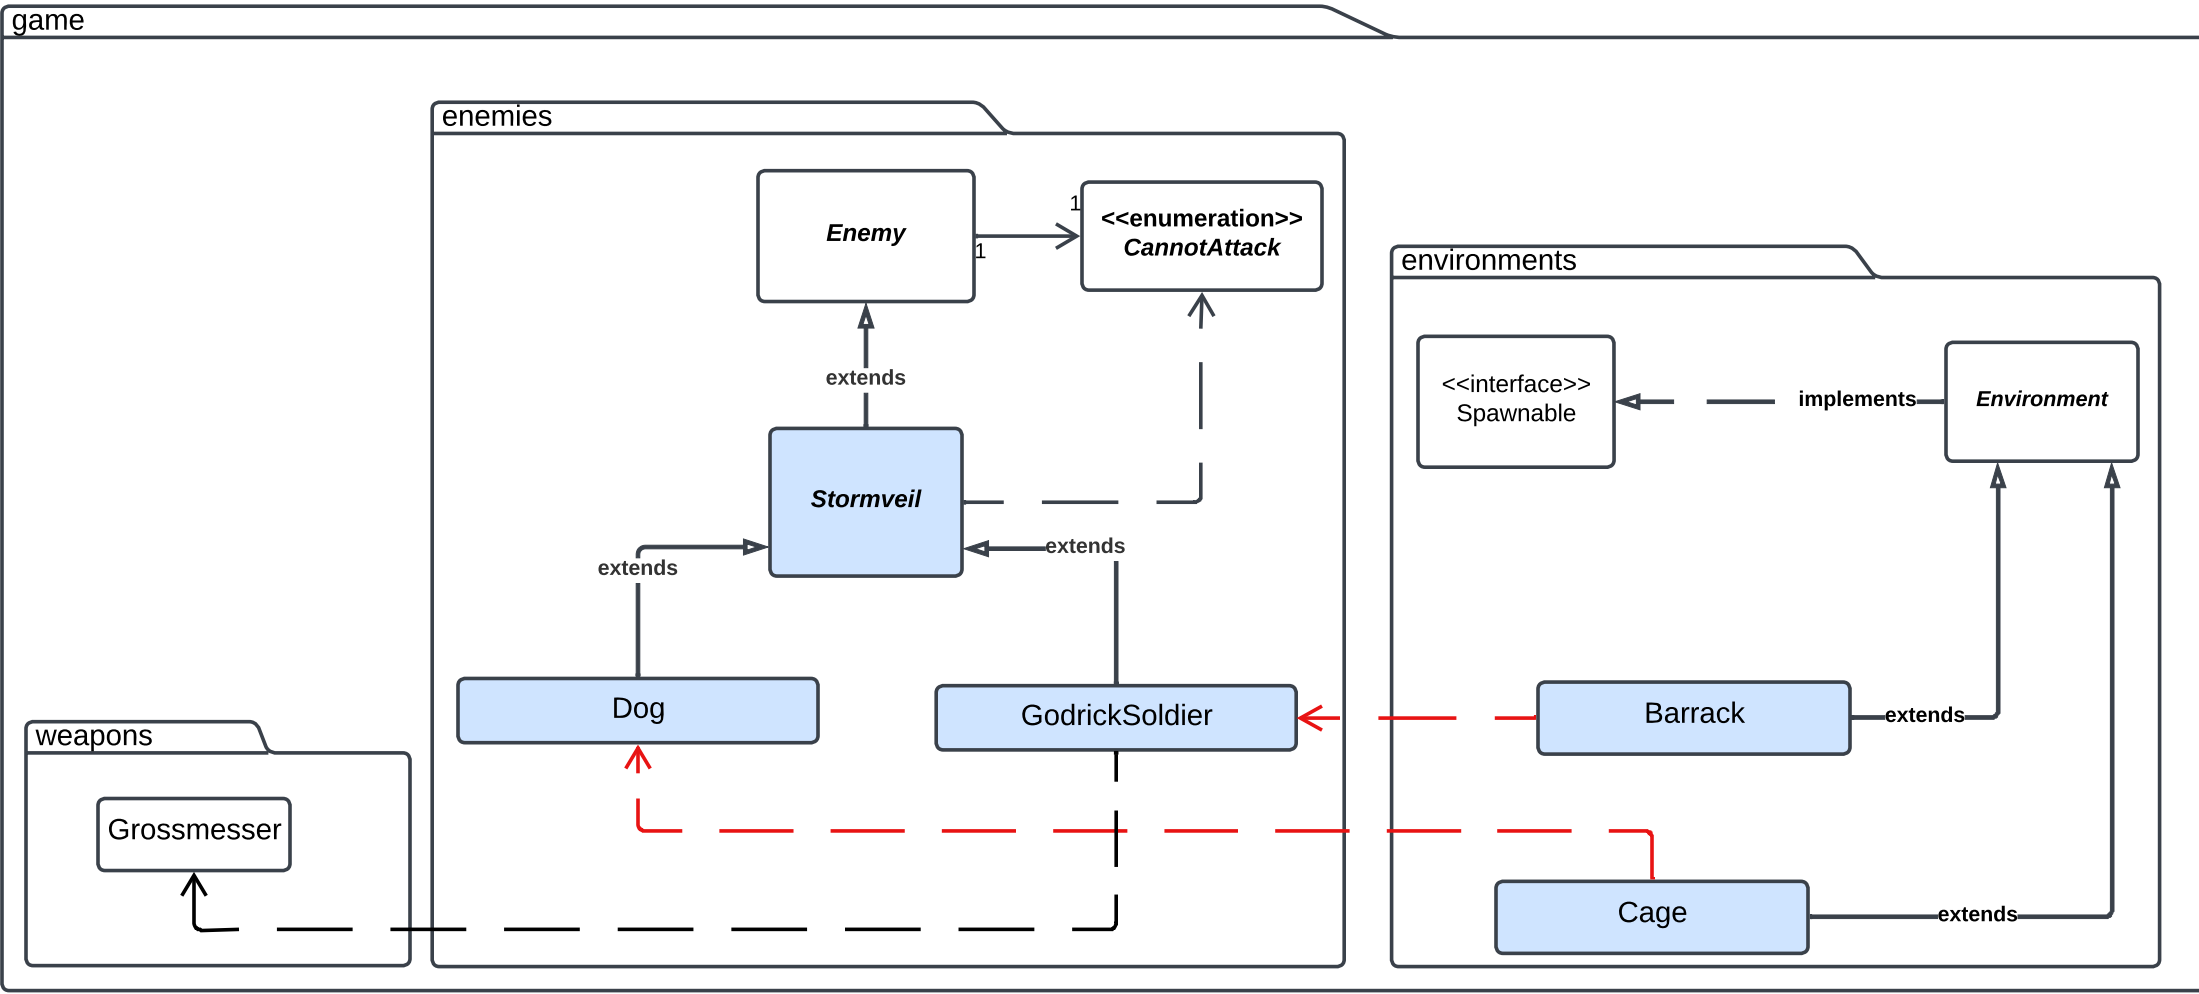 game
enemies
Enemy
1
1
<<enumeration>>
CannotAttack
extends
Stormveil
extends
extends
Dog
GodrickSoldier
environments
<<interface>>
Spawnable
implements
Environment
Barrack
extends
Cage
extends
weapons
Grossmesser